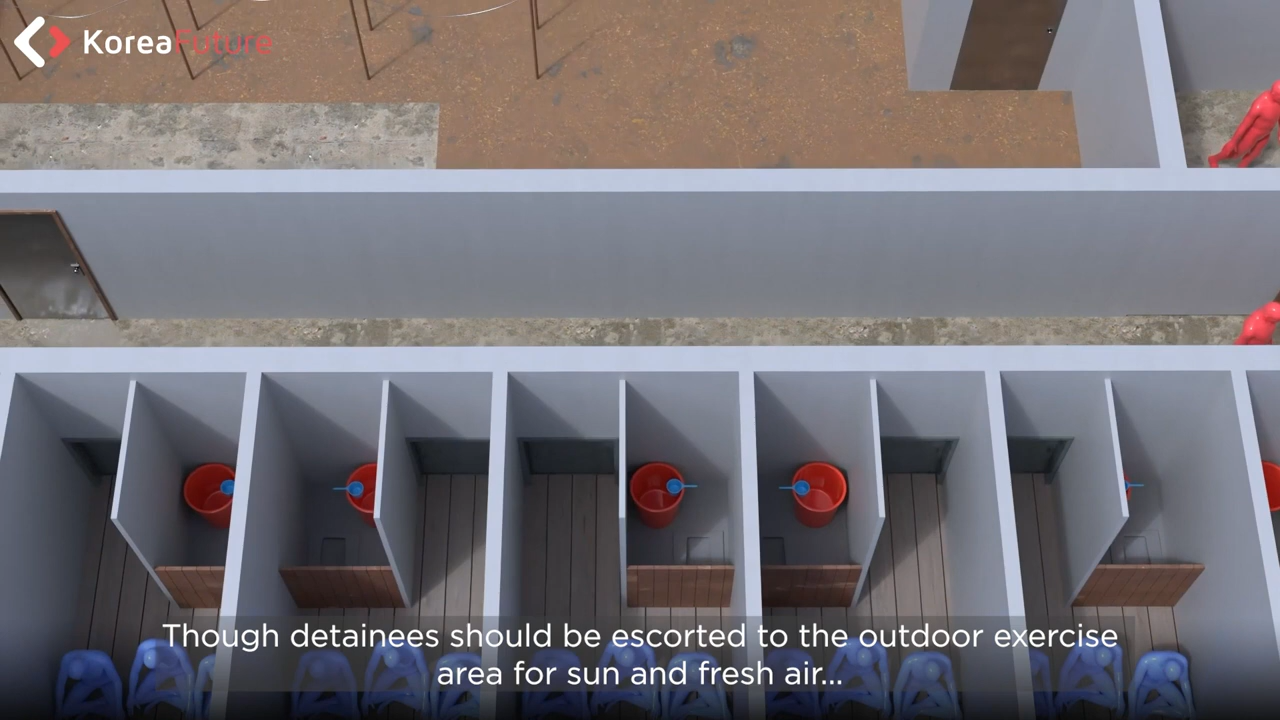 KoreaFuture
Though detainees should be escorted to the outdoor exercise
area for sun and fresh air...